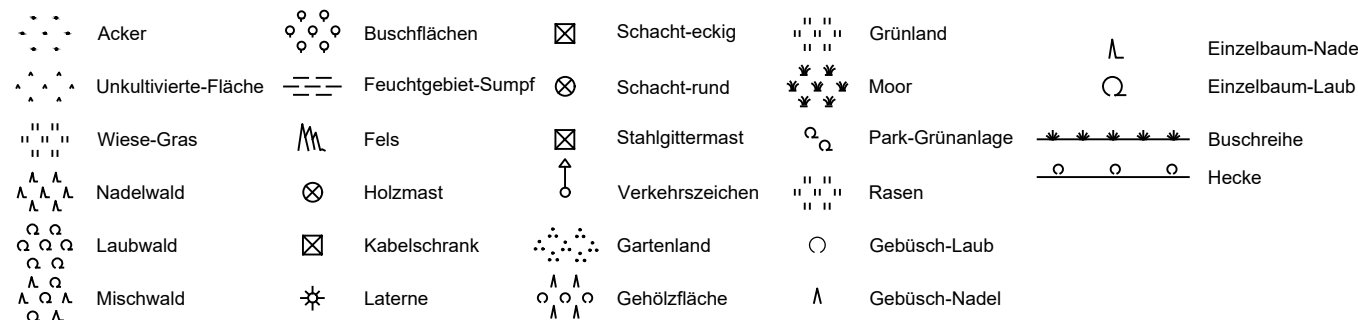 Acker
Unkultivierte-Fläche
Wiese-Gras
Nadelwald
Laubwald
Mischwald
Buschflächen
Feuchtgebiet-Sumpf
Fels
Holzmast
Kabelschrank
Laterne
Schacht-eckig
Schacht-rund
Stahlgittermast
Verkehrszeichen
Gartenland
Gehölzfläche
Grünland
Moor
Park-Grünanlage
Rasen
Gebüsch-Laub
Gebüsch-Nadel
Einzelbaum-Nade
Einzelbaum-Laub
Buschreihe
Hecke